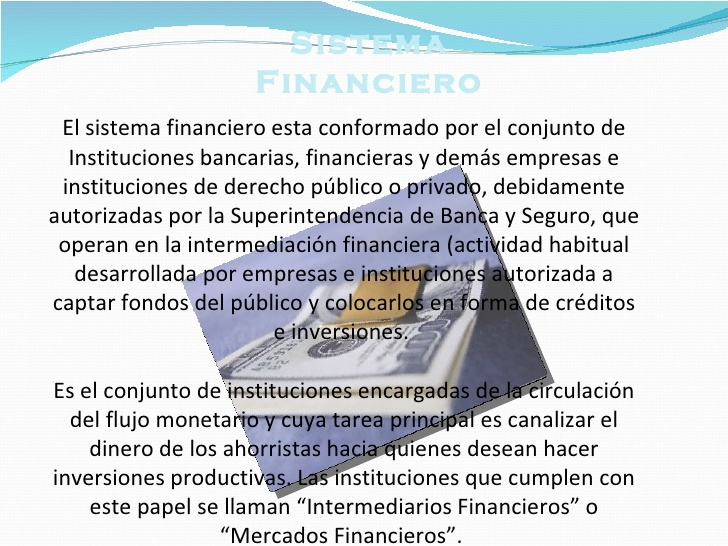 Sistema
Financiero
El sistema financiero esta conformado por el conjunto de
Instituciones bancarias, financieras y demás empresas e
instituciones de derecho público o privado, debidamente
autorizadas por la Superintendencia de Banca y Seguro, que
operan en la intermediación financiera (actividad habitual
desarrollada por empresas e instituciones autorizada a
captar fondos del público y colocarlos en forma de créditos
e inversiones.
Es el conjunto de instituciones encargadas de la circulación
del flujo monetario y cuya tarea principal es canalizar el
dinero de los ahorristas hacia quienes desean hacer
inversiones productivas. Las instituciones que cumplen con
este papel se llaman “Intermediarios Financieros” o
“Mercados Financieros”.